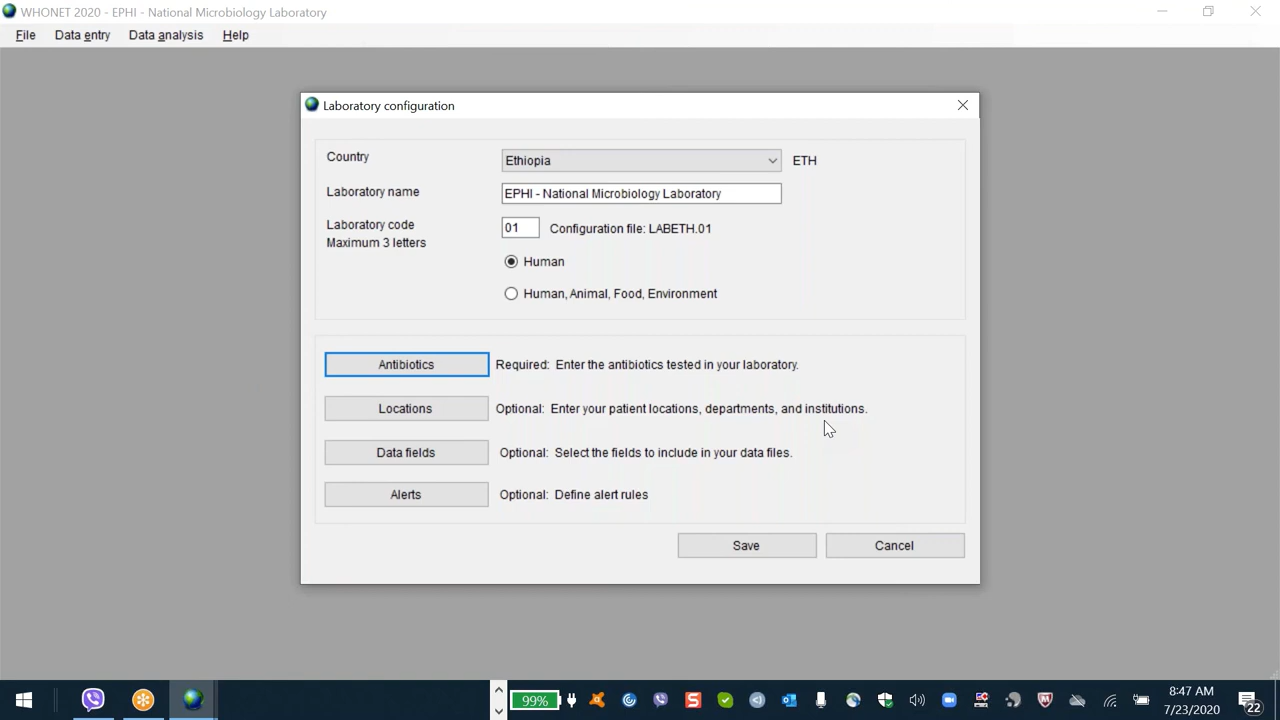 WHONET 2020 - EPHI - National Microbiology Laboratory
File Data entry Data analysis Help
Laboratory configuration
Country Ethiopia ETH
Laboratory name EPHI - National Microbiology Laboratory
Laboratory code 01 Configuration file: LABETH.01
Maximum 3 letters
Human
Human, Animal, Food, Environment
Antibiotics Required: Enter the antibiotics tested in your laboratory.
Locations Optional: Enter your patient locations, departments, and institutions.
Data fields Optional: Select the fields to include in your data files.
Alerts Optional: Define alert rules
Save Cancel
99%
8:47 AM
7/23/2020
22